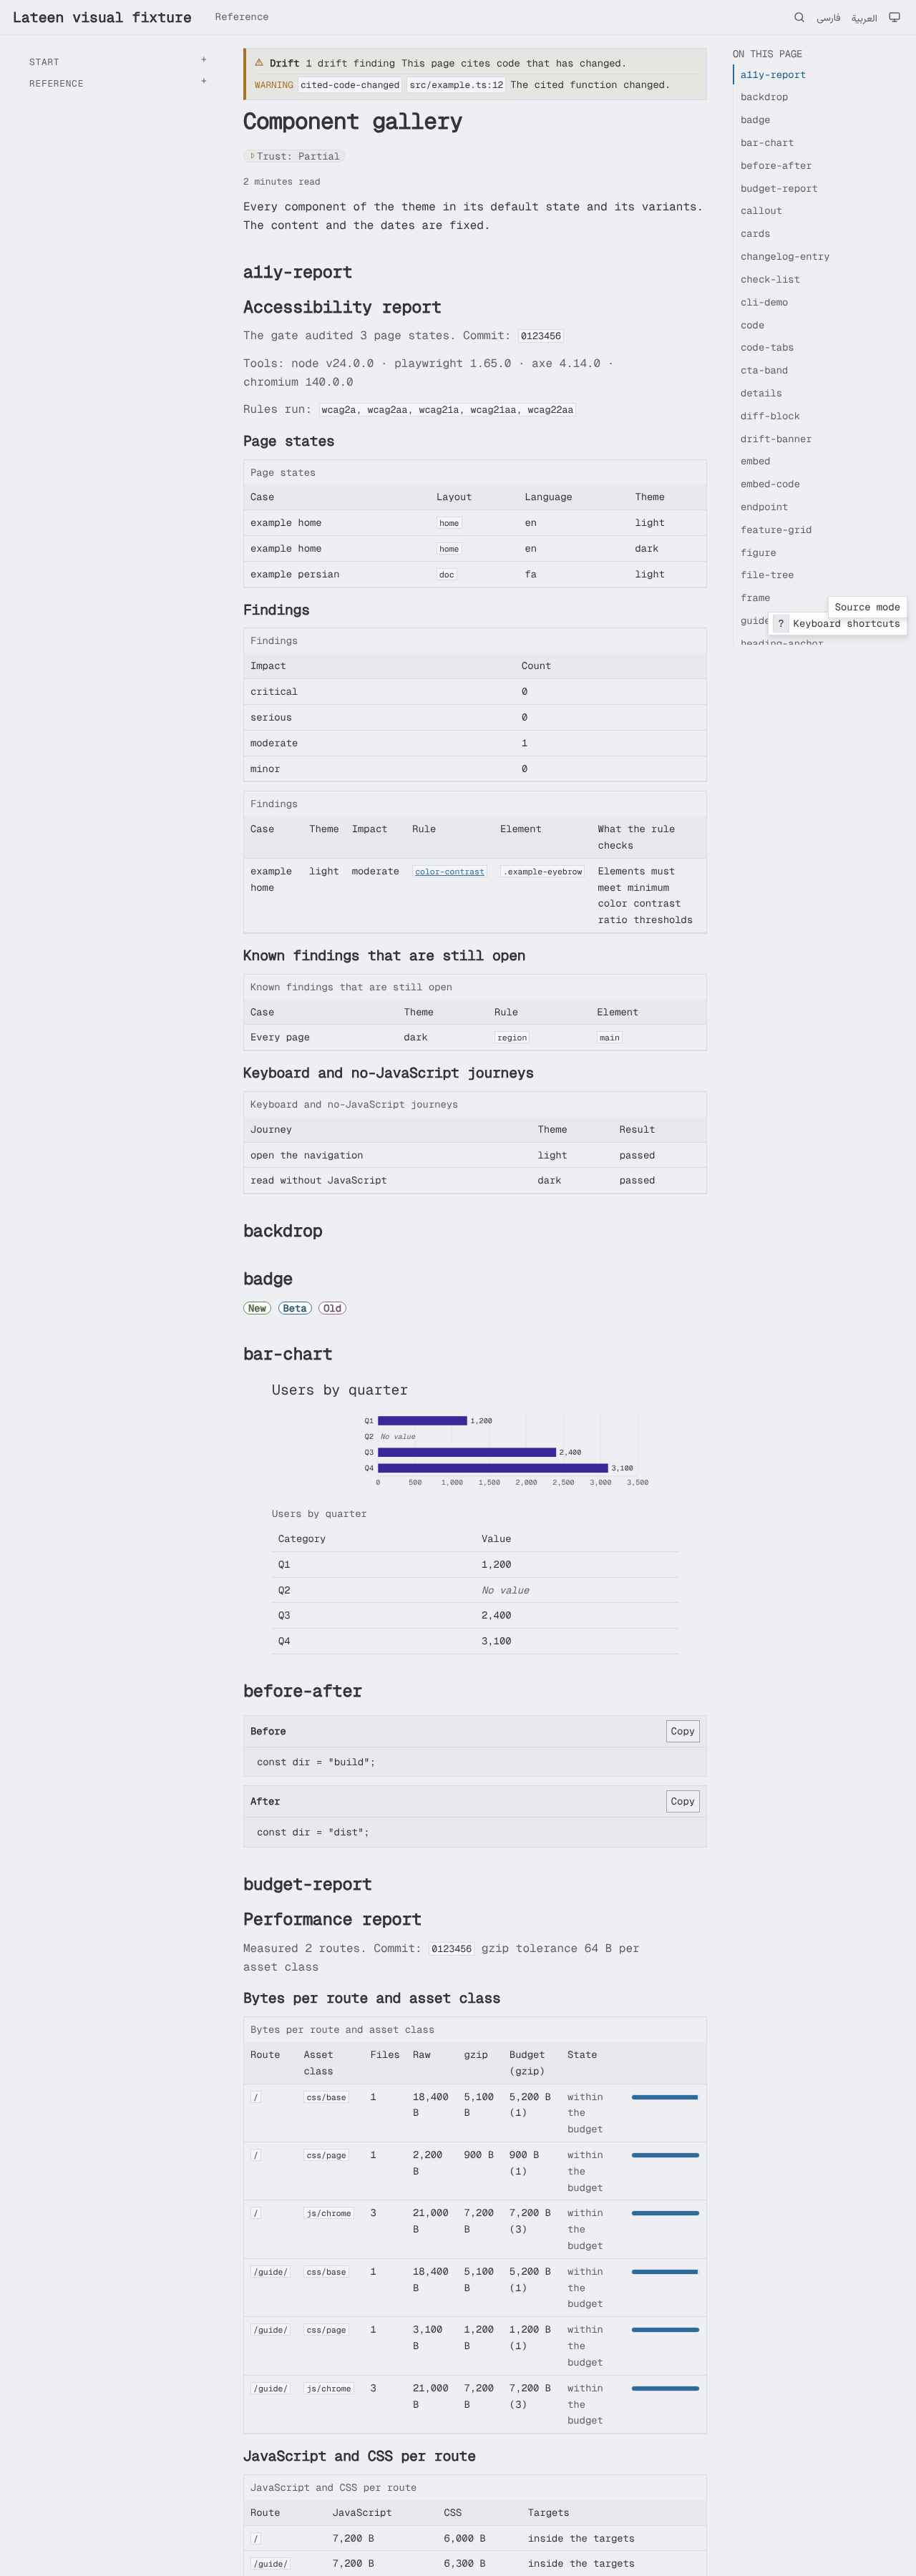 Lateen visual fixture
Reference
فارسی
العربية
START +
REFERENCE +
Drift 1 drift finding This page cites code that has changed.
WARNING cited-code-changed src/example.ts:12 The cited function changed.
Component gallery
Trust: Partial
2 minutes read
Every component of the theme in its default state and its variants.
The content and the dates are fixed.
a11y-report
Accessibility report
The gate audited 3 page states. Commit: 0123456
Tools: node v24.0.0 · playwright 1.65.0 · axe 4.14.0 ·
chromium 140.0.0
Rules run: wcag2a, wcag2aa, wcag21a, wcag21aa, wcag22aa
Page states
Page states
Case Layout Language Theme
example home home en light
example home home en dark
example persian doc fa light
Findings
Findings
Impact Count
critical 0
serious 0
moderate 1
minor 0
Findings
Case Theme Impact Rule Element What the rule
checks
example light moderate color-contrast .example-eyebrow Elements must
home meet minimum
color contrast
ratio thresholds
Known findings that are still open
Known findings that are still open
Case Theme Rule Element
Every page dark region main
Keyboard and no-JavaScript journeys
Keyboard and no-JavaScript journeys
Journey Theme Result
open the navigation light passed
read without JavaScript dark passed
backdrop
badge
New Beta Old
bar-chart
Users by quarter
Q1 1,200
Q2 No value
Q3 2,400
Q4 3,100
0 500 1,000 1,500 2,000 2,500 3,000 3,500
Users by quarter
Category Value
Q1 1,200
Q2 No value
Q3 2,400
Q4 3,100
before-after
Before Copy
const dir = "build";
After Copy
const dir = "dist";
budget-report
Performance report
Measured 2 routes. Commit: 0123456 gzip tolerance 64 B per
asset class
Bytes per route and asset class
Bytes per route and asset class
Route Asset Files Raw gzip Budget State
class (gzip)
/ css/base 1 18,400 5,100 5,200 B within
B B (1) the
budget
/ css/page 1 2,200 900 B 900 B within
B (1) the
budget
/ js/chrome 3 21,000 7,200 7,200 B within
B B (3) the
budget
/guide/ css/base 1 18,400 5,100 5,200 B within
B B (1) the
budget
/guide/ css/page 1 3,100 1,200 1,200 B within
B B (1) the
budget
/guide/ js/chrome 3 21,000 7,200 7,200 B within
B B (3) the
budget
JavaScript and CSS per route
JavaScript and CSS per route
Route JavaScript CSS Targets
/ 7,200 B 6,000 B inside the targets
/guide/ 7,200 B 6,300 B inside the targets
ON THIS PAGE
a11y-report
backdrop
badge
bar-chart
before-after
budget-report
callout
cards
changelog-entry
check-list
cli-demo
code
code-tabs
cta-band
details
diff-block
drift-banner
embed
embed-code
endpoint
feature-grid
figure
file-tree
frame
guide
heading-anchor
Source mode
? Keyboard shortcuts